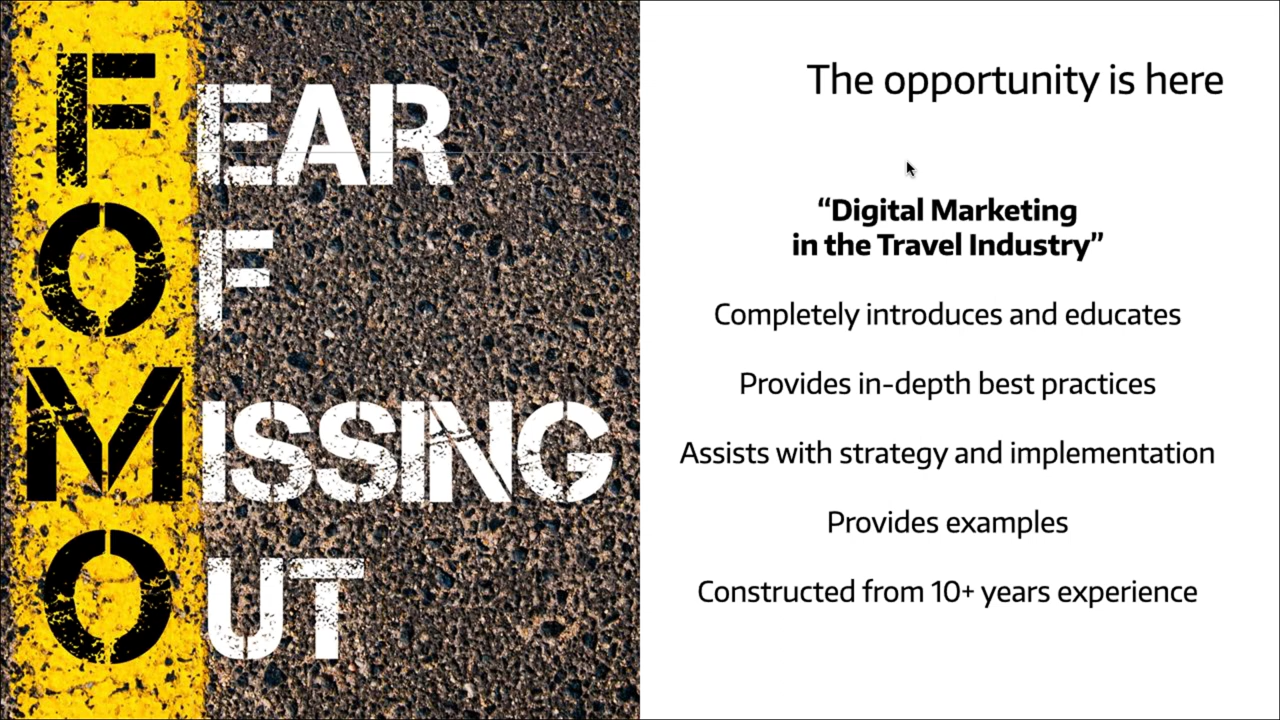 FEAR
OF
MISSING
OUT
The opportunity is here
“Digital Marketing
in the Travel Industry”
Completely introduces and educates
Provides in-depth best practices
Assists with strategy and implementation
Provides examples
Constructed from 10+ years experience